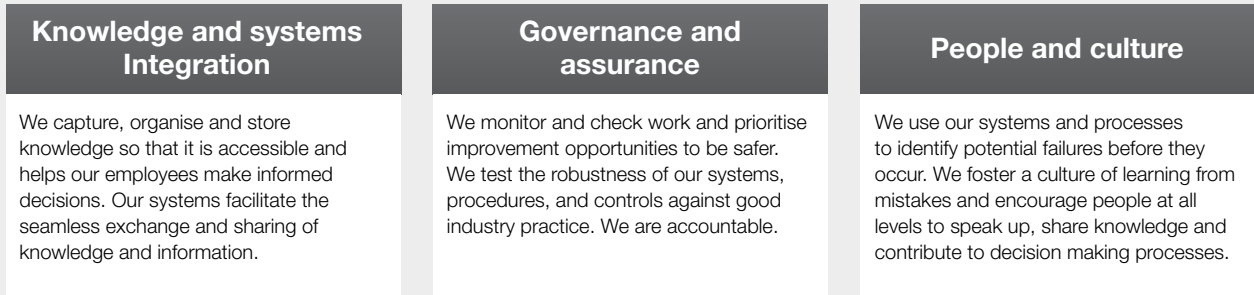 Knowledge and systems
Integration
We capture, organise and store
knowledge so that it is accessible and
helps our employees make informed
decisions. Our systems facilitate the
seamless exchange and sharing of
knowledge and information.
Governance and
assurance
We monitor and check work and prioritise
improvement opportunities to be safer.
We test the robustness of our systems,
procedures, and controls against good
industry practice. We are accountable.
People and culture
We use our systems and processes
to identify potential failures before they
occur. We foster a culture of learning from
mistakes and encourage people at all
levels to speak up, share knowledge and
contribute to decision making processes.